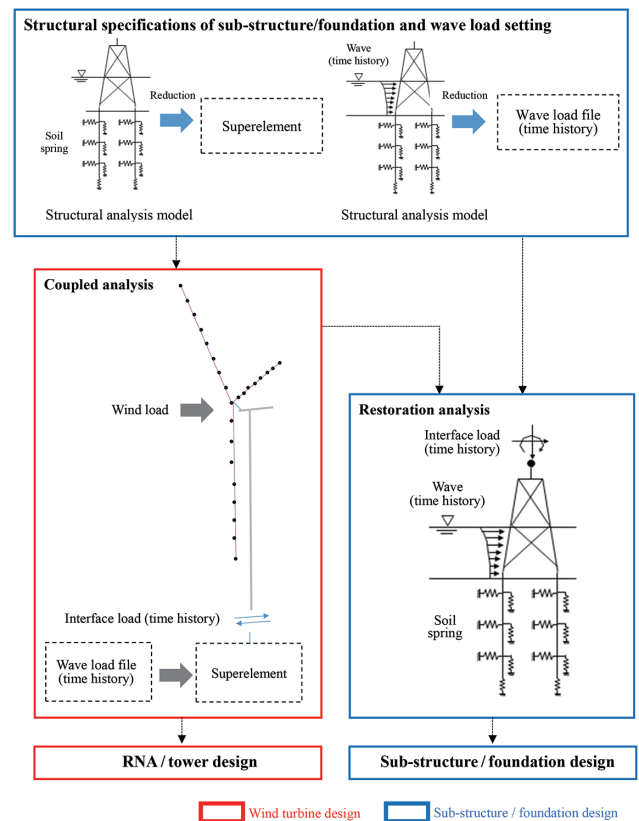 Structural specifications of sub-structure/foundation and wave load setting
Soil
spring
Reduction
Superelement
Structural analysis model
Wave
(time history)
Reduction
Wave load file
(time history)
Structural analysis model
Coupled analysis
Wind load
Interface load (time history)
Wave load file
(time history)
Superelement
Restoration analysis
Interface load
(time history)
Wave
(time history)
Soil
spring
RNA / tower design
Sub-structure / foundation design
Wind turbine design
Sub-structure / foundation design